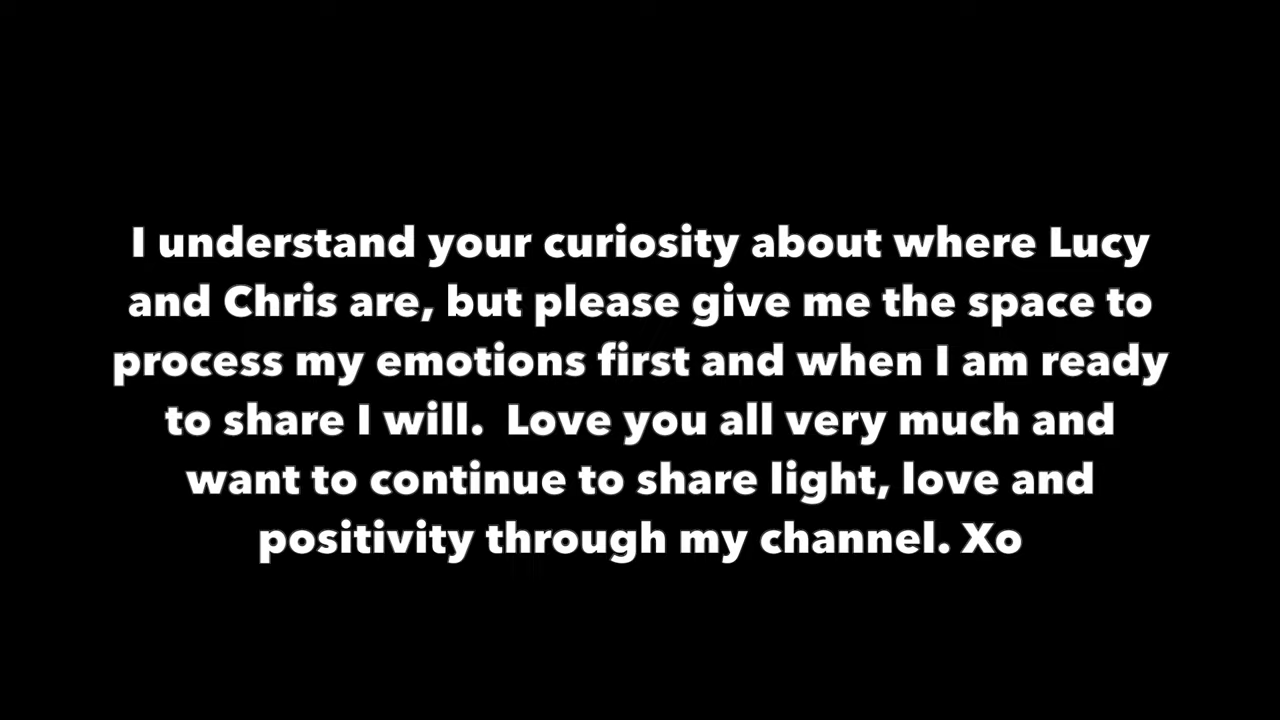 I understand your curiosity about where Lucy
and Chris are, but please give me the space to
process my emotions first and when I am ready
to share I will.  Love you all very much and
want to continue to share light, love and
positivity through my channel. Xo